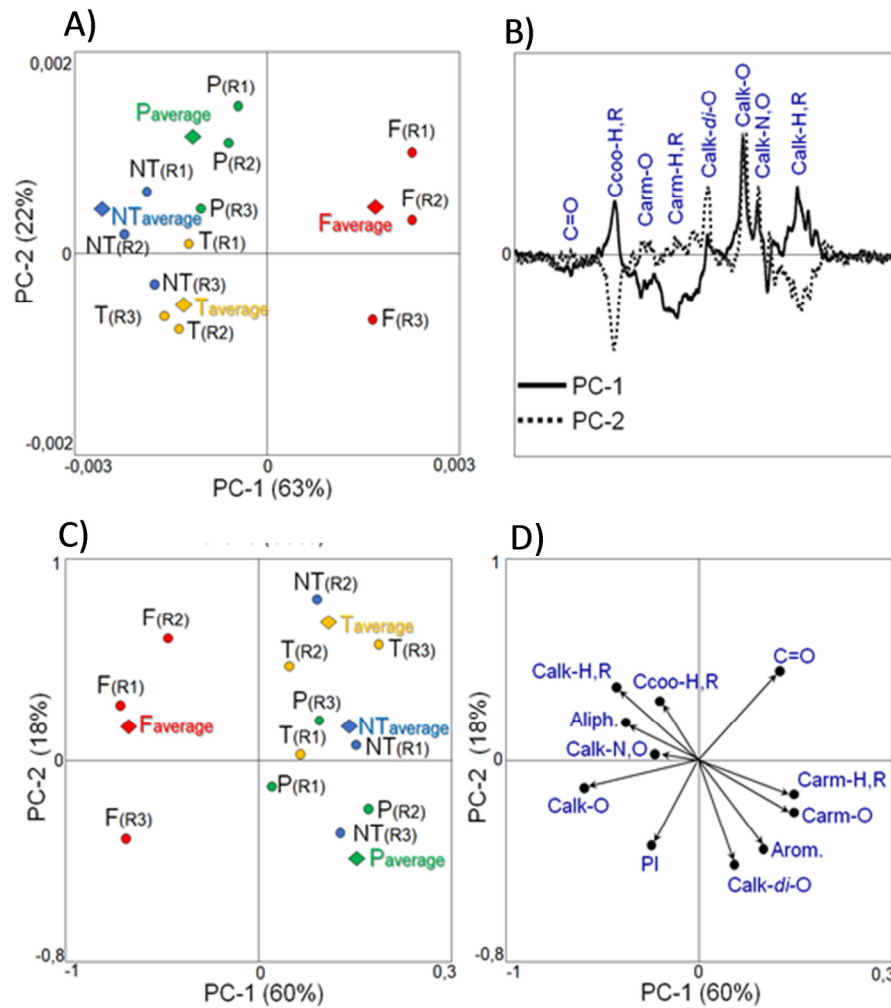 A)
0,002
P(R1)
Paverage
P(R2)
F(R1)
NT(R1)
P(R3)
F(R2)
NTaverage
Faverage
NT(R2)
T(R1)
0
NT(R3)
T(R3)
Taverage
T(R2)
F(R3)
PC-2 (22%)
-0,002
-0,003
0
0,003
PC-1 (63%)
B)
C=O
Ccoo-H,R
Carm-O
Carm-H,R
Calk-di-O
Calk-O
Calk-N,O
Calk-H,R
0
PC-1
PC-2
C)
1
NT(R2)
F(R2)
Taverage
T(R2)
T(R3)
F(R1)
P(R3)
Faverage
NTaverage
T(R1)
NT(R1)
0
P(R1)
P(R2)
F(R3)
NT(R3)
Paverage
PC-2 (18%)
-0,8
-1
0
0,3
PC-1 (60%)
D)
1
C=O
Calk-H,R
Ccoo-H,R
Aliph.
Calk-N,O
0
Calk-O
Carm-H,R
Carm-O
PI
Arom.
Calk-di-O
PC-2 (18%)
-0,8
-1
0
0,3
PC-1 (60%)